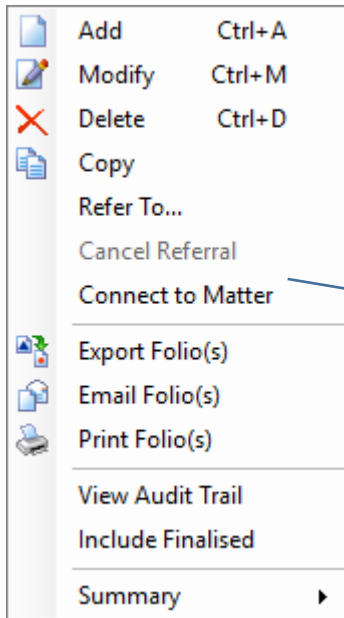 Add Ctrl+A
Modify Ctrl+M
Delete Ctrl+D
Copy
Refer To...
Cancel Referral
Connect to Matter
Export Folio(s)
Email Folio(s)
Print Folio(s)
View Audit Trail
Include Finalised
Summary